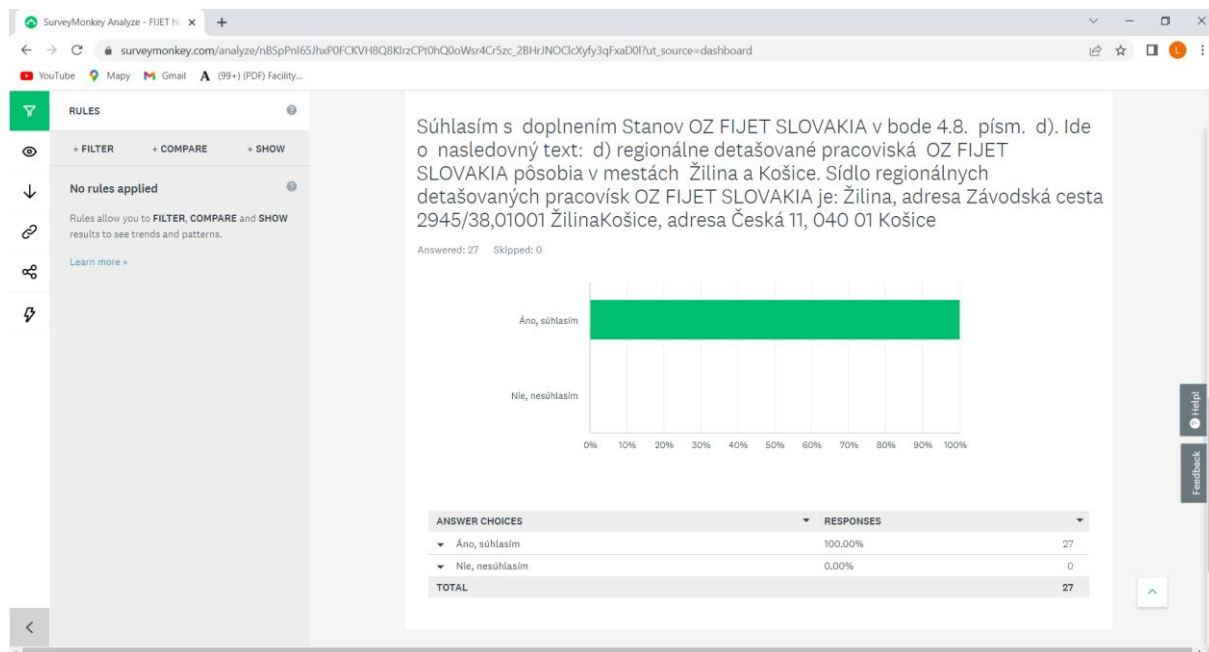 SurveyMonkey Analyze - FIJET hl
surveymonkey.com/analyze/nBSpPnI65JhxP0FCKVH8Q8KIrzCPt0hQ0oWsr4Cr5zc_2BHrJNOClcXyfy3qFxaD0l?ut_source=dashboard
L
YouTube Mapy Gmail A (99+) (PDF) Facility...
RULES
+ FILTER + COMPARE + SHOW
No rules applied
Rules allow you to FILTER, COMPARE and SHOW
results to see trends and patterns.
Learn more »
Súhlasím s doplnením Stanov OZ FIJET SLOVAKIA v bode 4.8. písm. d). Ide
o nasledovný text: d) regionálne detašované pracoviská OZ FIJET
SLOVAKIA pôsobia v mestách Žilina a Košice. Sídlo regionálnych
detašovaných pracovísk OZ FIJET SLOVAKIA je: Žilina, adresa Závodská cesta
2945/38,01001 ŽilinaKošice, adresa Česká 11, 040 01 Košice
Answered: 27 Skipped: 0
Áno, súhlasím
Nie, nesúhlasím
0% 10% 20% 30% 40% 50% 60% 70% 80% 90% 100%
ANSWER CHOICES RESPONSES
Áno, súhlasím 100.00% 27
Nie, nesúhlasím 0.00% 0
TOTAL 27
Help!
Feedback